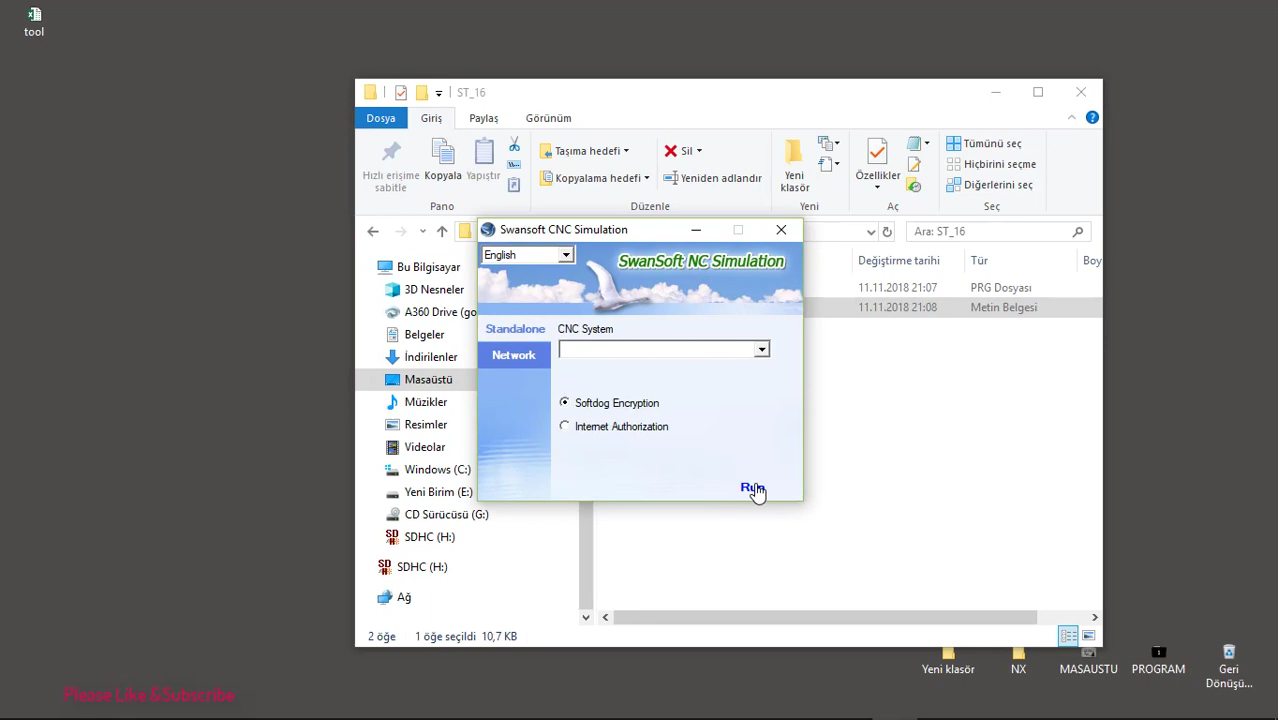 tool
ST_16
Dosya
Giriş
Paylaş
Görünüm
Hızlı erişime
sabitle
Kopyala
Yapıştır
Taşıma hedefi
Kopyalama hedefi
Sil
Yeniden adlandır
Yeni
klasör
Özellikler
Tümünü seç
Hiçbirini seçme
Diğerlerini seç
Pano
Düzenle
Yeni
Aç
Seç
Ara: ST_16
Bu Bilgisayar
3D Nesneler
A360 Drive (go
Belgeler
İndirilenler
Masaüstü
Müzikler
Resimler
Videolar
Windows (C:)
Yeni Birim (E:)
CD Sürücüsü (G:)
SDHC (H:)
SDHC (H:)
Ağ
Değiştirme tarihi
Tür
Boy
11.11.2018 21:07
PRG Dosyası
11.11.2018 21:08
Metin Belgesi
Swansoft CNC Simulation
English
SwanSoft NC Simulation
Standalone
Network
CNC System
Softdog Encryption
Internet Authorization
Run
2 öğe
1 öğe seçildi 10,7 KB
Yeni klasör
NX
MASAUSTU
PROGRAM
Geri
Dönüşü...
Please Like &Subscribe